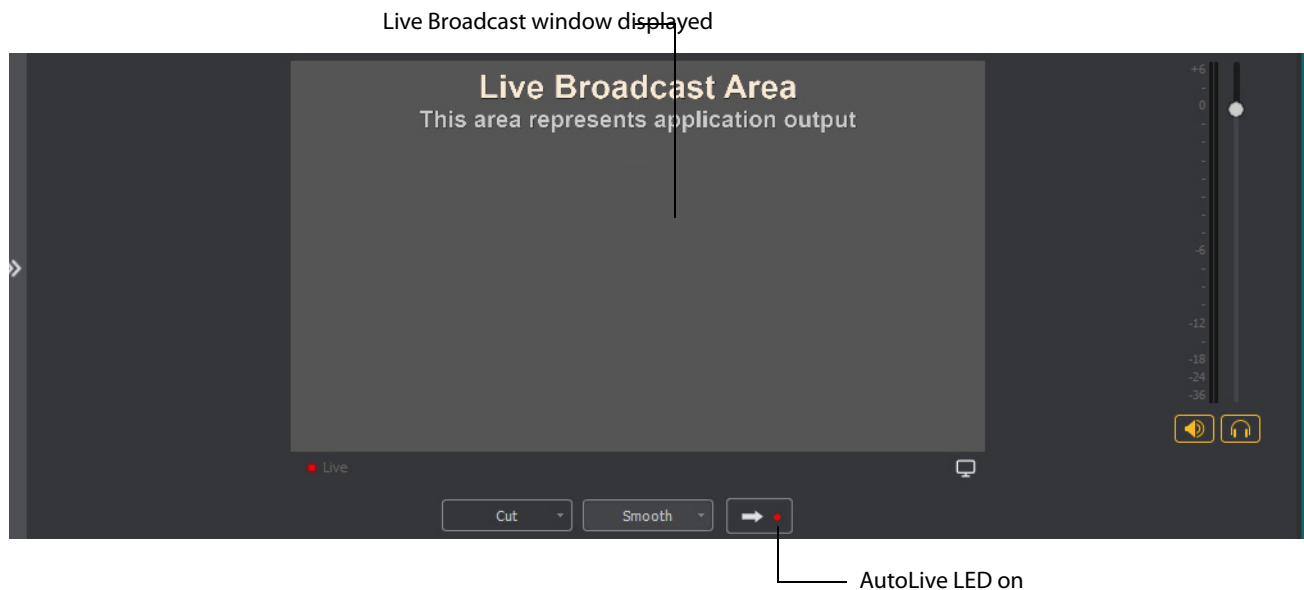 Live Broadcast window displayed
Live Broadcast Area
This area represents application output
+6
0
-6
-12
-18
-24
-36
Live
Cut
Smooth
AutoLive LED on